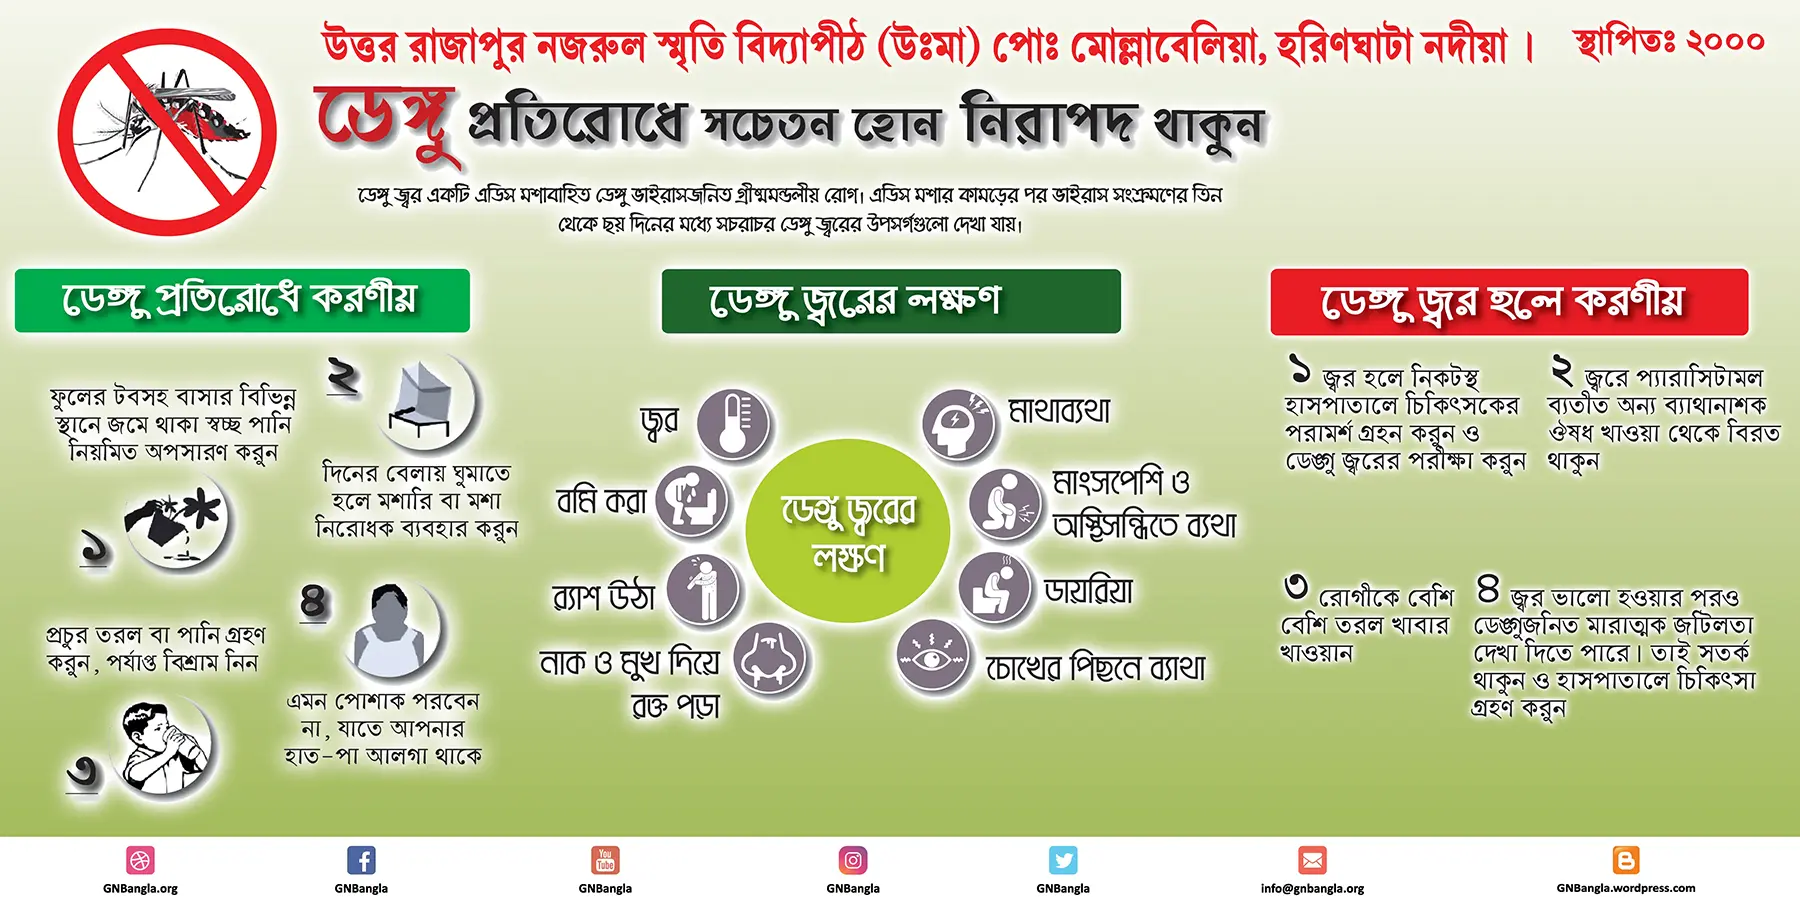 উত্তর রাজাপুর নজরুল স্মৃতি বিদ্যাপীঠ (উঃমা) পোঃ মোল্লাবেলিয়া, হরিণঘাটা নদীয়া । স্থাপিতঃ ২০০০
ডেঙ্গু প্রতিরোধে সচেতন হোন নিরাপদ থাকুন
ডেঙ্গু জ্বর একটি এডিস মশাবাহিত ডেঙ্গু ভাইরাসজনিত গ্রীষ্মমন্ডলীয় রোগ। এডিস মশার কামড়ের পর ভাইরাস সংক্রমণের তিন
থেকে ছয় দিনের মধ্যে সচরাচর ডেঙ্গু জ্বরের উপসর্গগুলো দেখা যায়।
ডেঙ্গু প্রতিরোধে করণীয়
ফুলের টবসহ বাসার বিভিন্ন
স্থানে জমে থাকা স্বচ্ছ পানি
নিয়মিত অপসারণ করুন
১
২
দিনের বেলায় ঘুমাতে
হলে মশারি বা মশা
নিরোধক ব্যবহার করুন
প্রচুর তরল বা পানি গ্রহণ
করুন, পর্যাপ্ত বিশ্রাম নিন
৩
৪
এমন পোশাক পরবেন
না, যাতে আপনার
হাত-পা আলগা থাকে
ডেঙ্গু জ্বরের লক্ষণ
জ্বর
বমি করা
র‍্যাশ উঠা
নাক ও মুখ দিয়ে
রক্ত পড়া
ডেঙ্গু জ্বরের
লক্ষণ
মাথাব্যথা
মাংসপেশি ও
অস্থিসন্ধিতে ব্যথা
ডায়রিয়া
চোখের পিছনে ব্যাথা
ডেঙ্গু জ্বর হলে করণীয়
১ জ্বর হলে নিকটস্থ
হাসপাতালে চিকিৎসকের
পরামর্শ গ্রহন করুন ও
ডেঙ্গু জ্বরের পরীক্ষা করুন
২ জ্বরে প্যারাসিটামল
ব্যতীত অন্য ব্যাথানাশক
ঔষধ খাওয়া থেকে বিরত
থাকুন
৩ রোগীকে বেশি
বেশি তরল খাবার
খাওয়ান
৪ জ্বর ভালো হওয়ার পরও
ডেঙ্গুজনিত মারাত্মক জটিলতা
দেখা দিতে পারে। তাই সতর্ক
থাকুন ও হাসপাতালে চিকিৎসা
গ্রহণ করুন
GNBangla.org
GNBangla
You Tube
GNBangla
GNBangla
GNBangla
info@gnbangla.org
GNBangla.wordpress.com